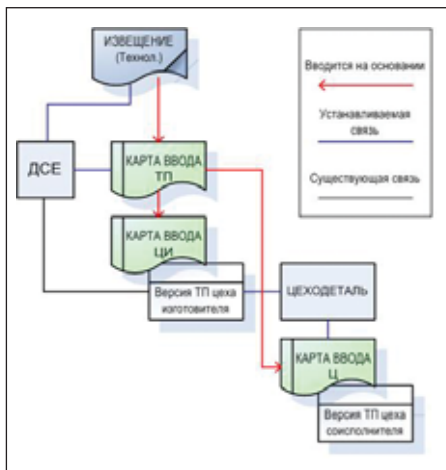 ИЗВЕЩЕНИЕ
(Технол.)
Вводится на основании
Устанавливаемая
связь
Существующая связь
ДСЕ
КАРТА ВВОДА
ТП
КАРТА ВВОДА
ЦИ
Версия ТП цеха
изготовителя
ЦЕХОДЕТАЛЬ
КАРТА ВВОДА
Ц
Версия ТП цеха
соисполнителя